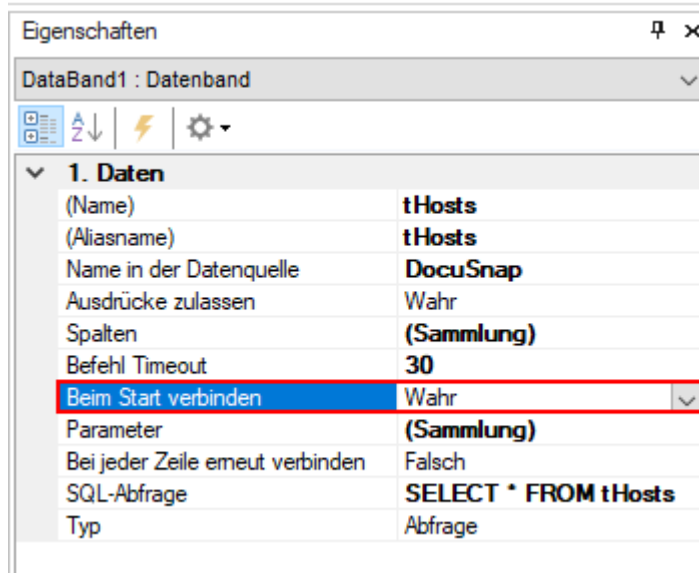 Eigenschaften
DataBand1 : Datenband
1. Daten
(Name) tHosts
(Aliasname) tHosts
Name in der Datenquelle DocuSnap
Ausdrücke zulassen Wahr
Spalten (Sammlung)
Befehl Timeout 30
Beim Start verbinden Wahr
Parameter (Sammlung)
Bei jeder Zeile erneut verbinden Falsch
SQL-Abfrage SELECT * FROM tHosts
Typ Abfrage